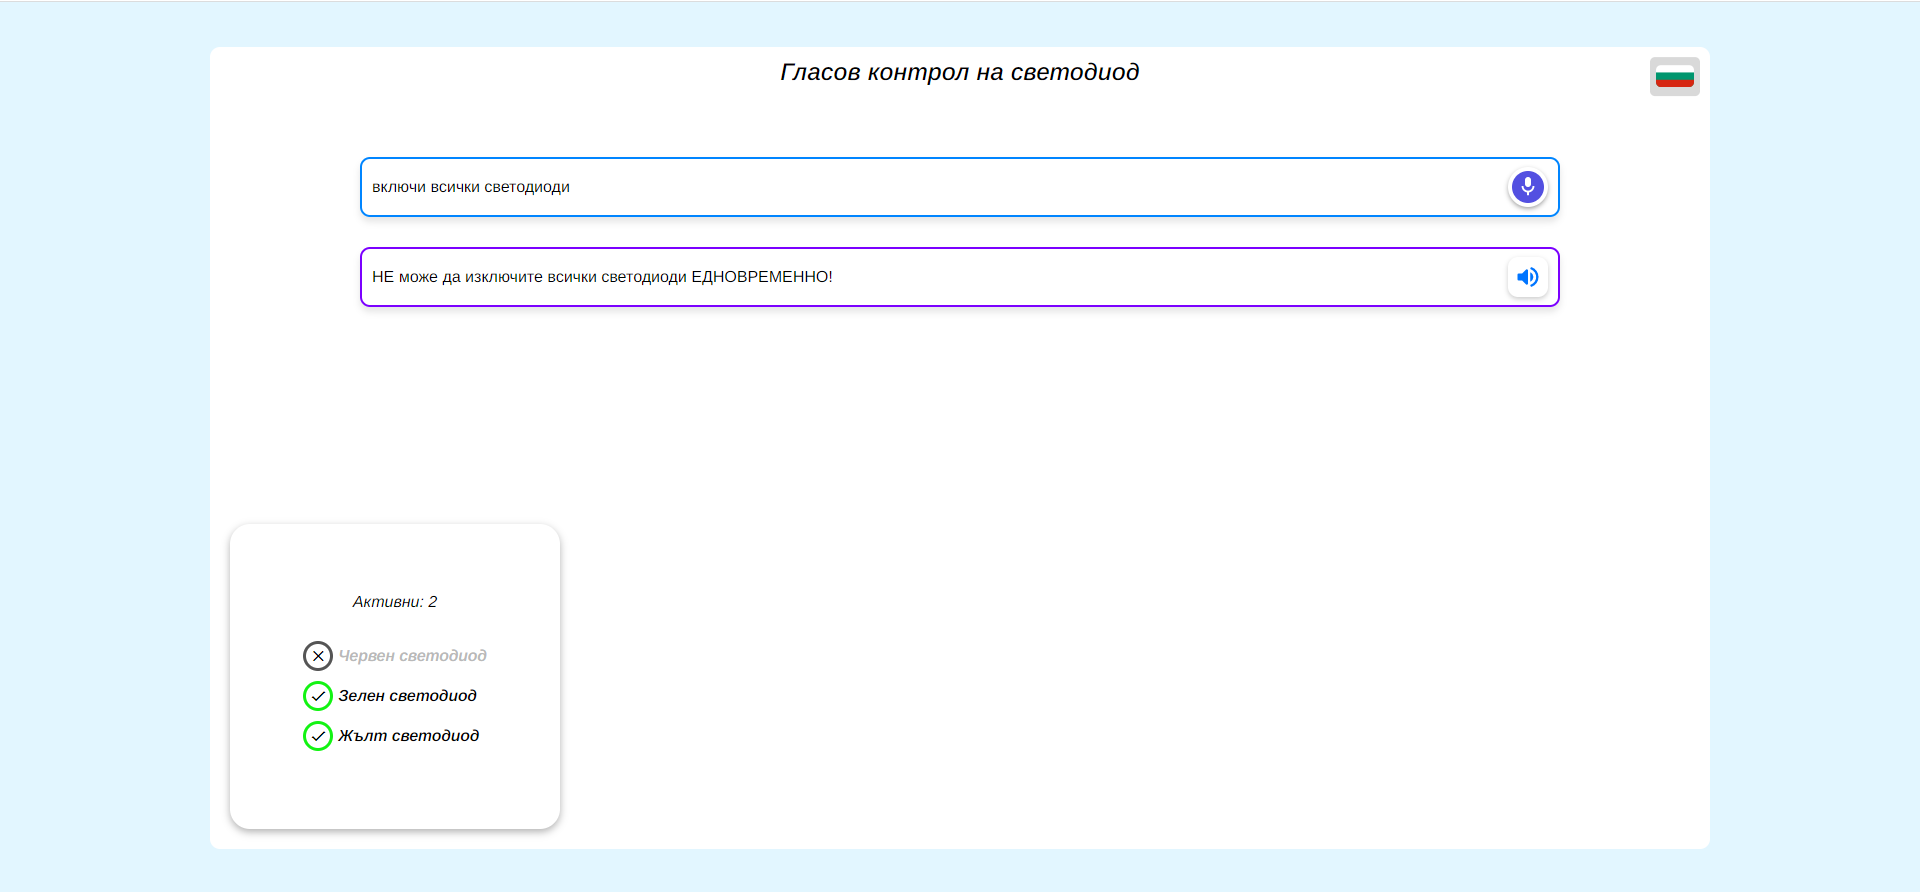 Гласов контрол на светодиод
включи всички светодиоди
НЕ може да изключите всички светодиоди ЕДНОВРЕМЕННО!
Активни: 2
Червен светодиод
Зелен светодиод
Жълт светодиод